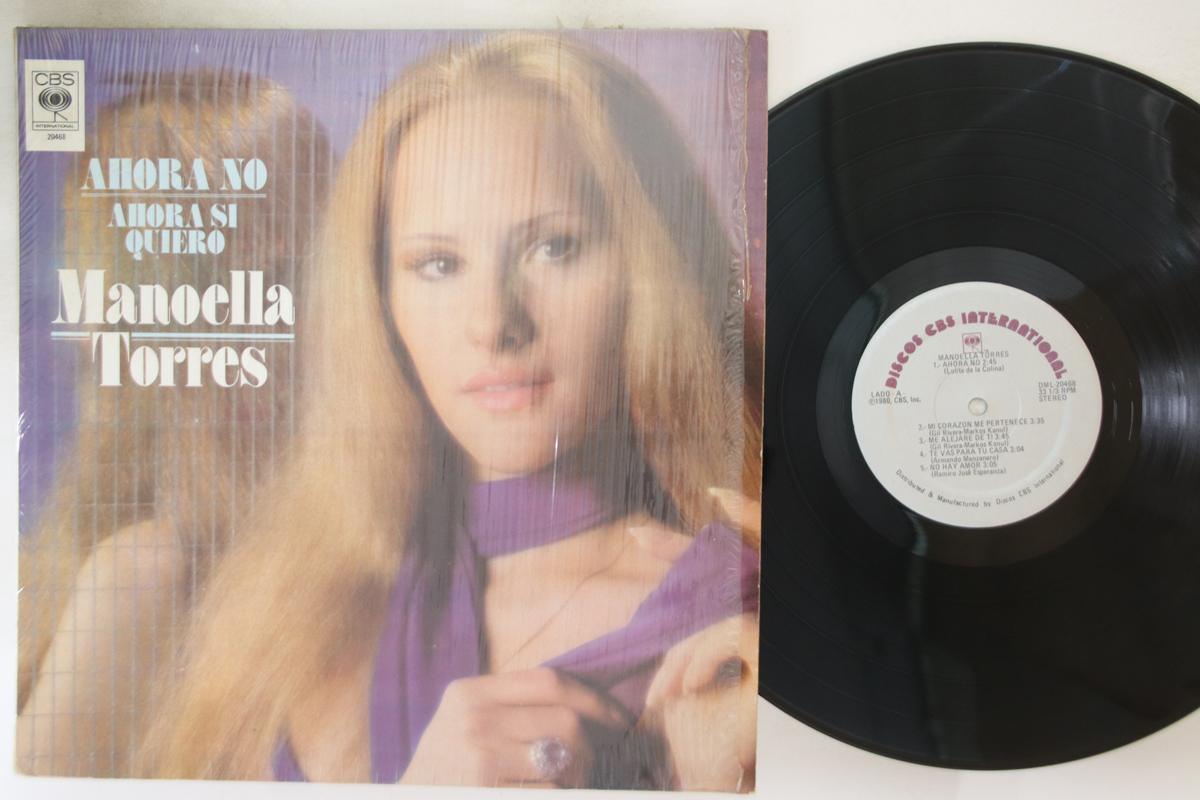 CBS
INTERNATIONAL
20468
AHORA NO
AHORA SI
QUIERO
Manoella
Torres
DISCOS CBS INTERNATIONAL
MANOELLA TORRES
1.- AHORA NO 2:45
(Lolita de la Colina)
LADO - A -
℗1980, CBS, Inc.
DML-20468
33 1/3 RPM
STEREO
2.- MI CORAZON ME PERTENECE 3:35
(Gil Rivera-Markos Konul)
3.- ME ALEJARE DE TI 3:45
(Gil Rivera-Markos Konul)
4.- TE VAS PARA TU CASA 3:04
(Armando Manzanero)
5.- NO HAY AMOR 3:05
(Ramiro José Esperanza)
Distributed & Manufactured by Discos CBS International